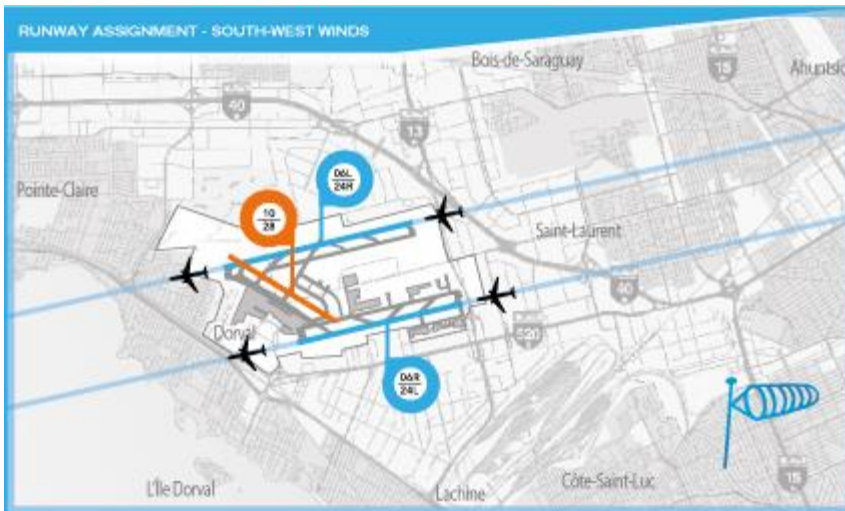 RUNWAY ASSIGNMENT - SOUTH-WEST WINDS
Bois-de-Saraguay
15
Ahuntsic
40
13
Pointe-Claire
06L
24R
10
28
Saint-Laurent
40
Dorval
520
06R
24L
L'Île Dorval
Lachine
Côte-Saint-Luc
15